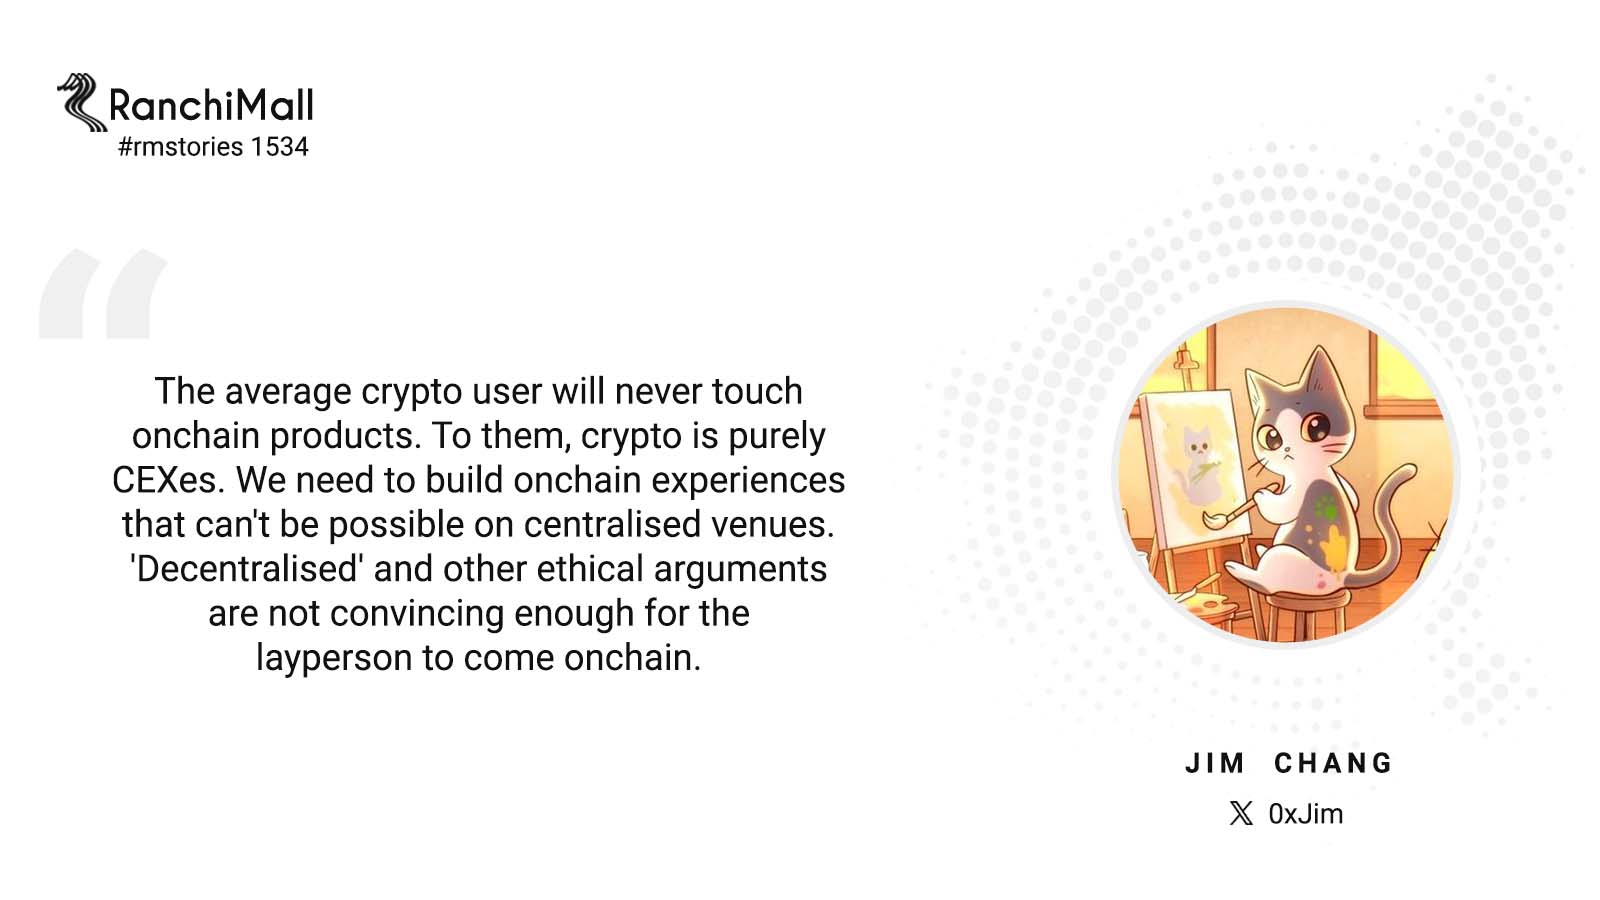 RanchiMall
#rmstories 1534
“
The average crypto user will never touch
onchain products. To them, crypto is purely
CEXes. We need to build onchain experiences
that can't be possible on centralised venues.
'Decentralised' and other ethical arguments
are not convincing enough for the
layperson to come onchain.
JIM CHANG
𝕏 0xJim